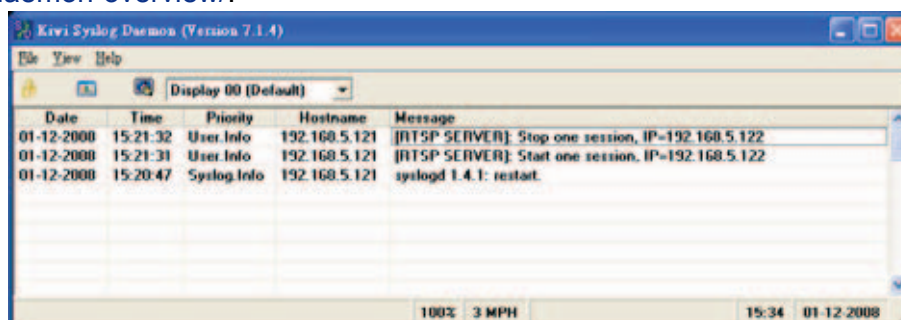 daemon-overview/.
Kiwi Syslog Daemon (Version 7.1.4)
File View Help
Display 00 (Default)
Date Time Priority Hostname Message
01-12-2008 15:21:32 User.Info 192.168.5.121 [RTSP SERVER]: Stop one session, IP=192.168.5.122
01-12-2008 15:21:31 User.Info 192.168.5.121 [RTSP SERVER]: Start one session, IP=192.168.5.122
01-12-2008 15:20:47 Syslog.Info 192.168.5.121 syslogd 1.4.1: restart.
100% 3 MPH 15:34 01-12-2008